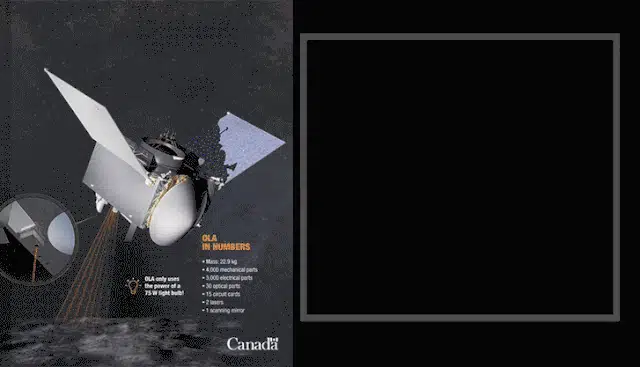 OLA
IN NUMBERS
• Mass: 22.9 kg
• 4,000 mechanical parts
• 3,000 electrical parts
• 30 optical parts
• 15 circuit cards
• 2 lasers
• 1 scanning mirror
OLA only uses
the power of a
75 W light bulb!
Canada